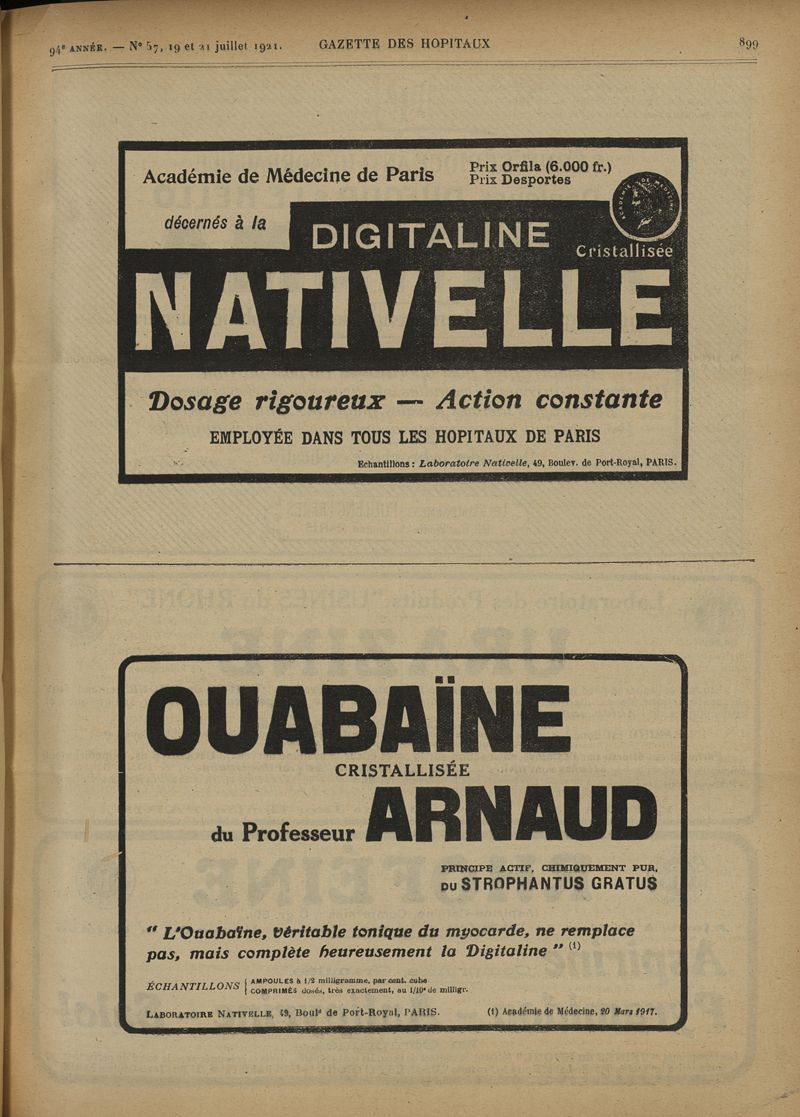 94e ANNÉE. — No 57, 19 et 21 juillet 1921. GAZETTE DES HOPITAUX 899
Académie de Médecine de Paris
Prix Orfila (6.000 fr.)
Prix Desportes
ACADÉMIE DE MÉDECINE
décernés à la
DIGITALINE
Cristallisée
NATIVELLE
Dosage rigoureux — Action constante
EMPLOYÉE DANS TOUS LES HOPITAUX DE PARIS
Echantillons : Laboratoire Nativelle, 49, Boulev. de Port-Royal, PARIS.
OUABAÏNE
CRISTALLISÉE
du Professeur ARNAUD
PRINCIPE ACTIF, CHIMIQUEMENT PUR,
DU STROPHANTUS GRATUS
" L'Ouabaïne, véritable tonique du myocarde, ne remplace
pas, mais complète heureusement la Digitaline " (1)
ÉCHANTILLONS { AMPOULES à 1/2 milligramme, par cent. cube
COMPRIMÉS dosés, très exactement, au 1/10e de milligr.
LABORATOIRE NATIVELLE, 49, Bould de Port-Royal, PARIS. (1) Académie de Médecine, 20 Mars 1917.